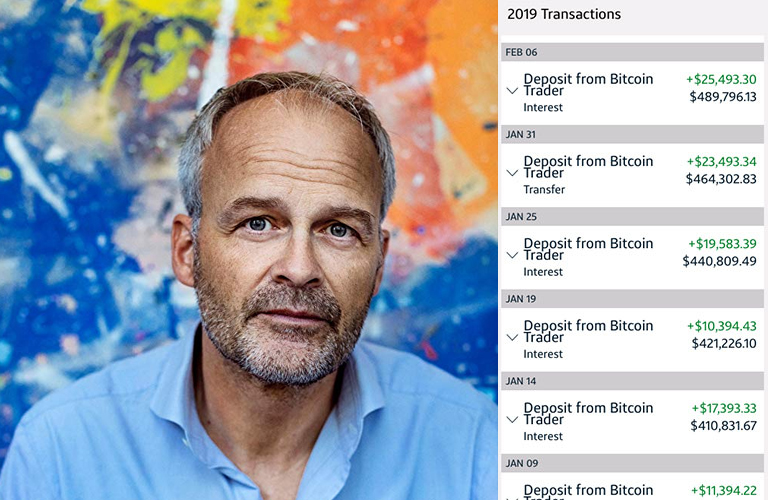 2019 Transactions
FEB 06
Deposit from Bitcoin +$25,493.30
Trader $489,796.13
Interest
JAN 31
Deposit from Bitcoin +$23,493.34
Trader $464,302.83
Transfer
JAN 25
Deposit from Bitcoin +$19,583.39
Trader $440,809.49
Interest
JAN 19
Deposit from Bitcoin +$10,394.43
Trader $421,226.10
Interest
JAN 14
Deposit from Bitcoin +$17,393.33
Trader $410,831.67
Interest
JAN 09
Deposit from Bitcoin +$11,394.22